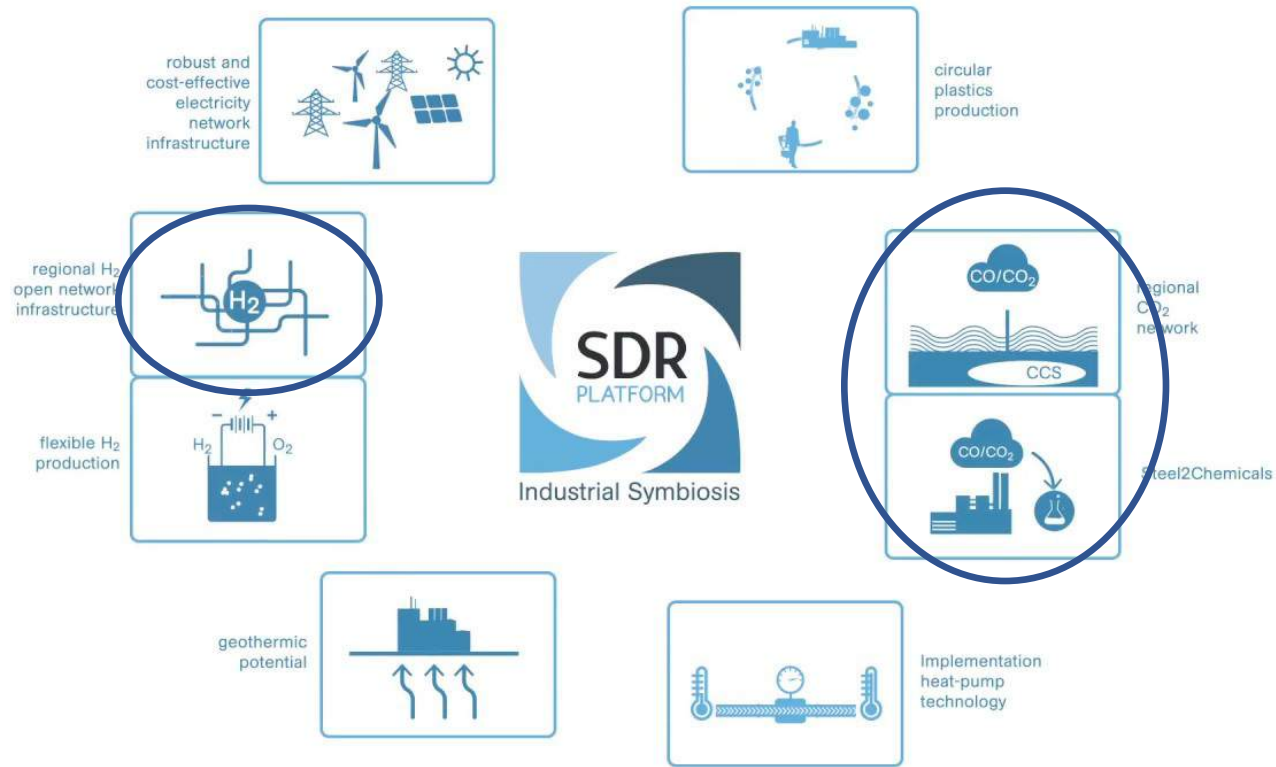 robust and
cost-effective
electricity
network
infrastructure
circular
plastics
production
regional H₂
open network
infrastructure
H₂
CO/CO₂
CCS
regional
CO₂
network
SDR
PLATFORM
Industrial Symbiosis
flexible H₂
production
− +
H₂ O₂
CO/CO₂
Steel2Chemicals
geothermic
potential
Implementation
heat-pump
technology